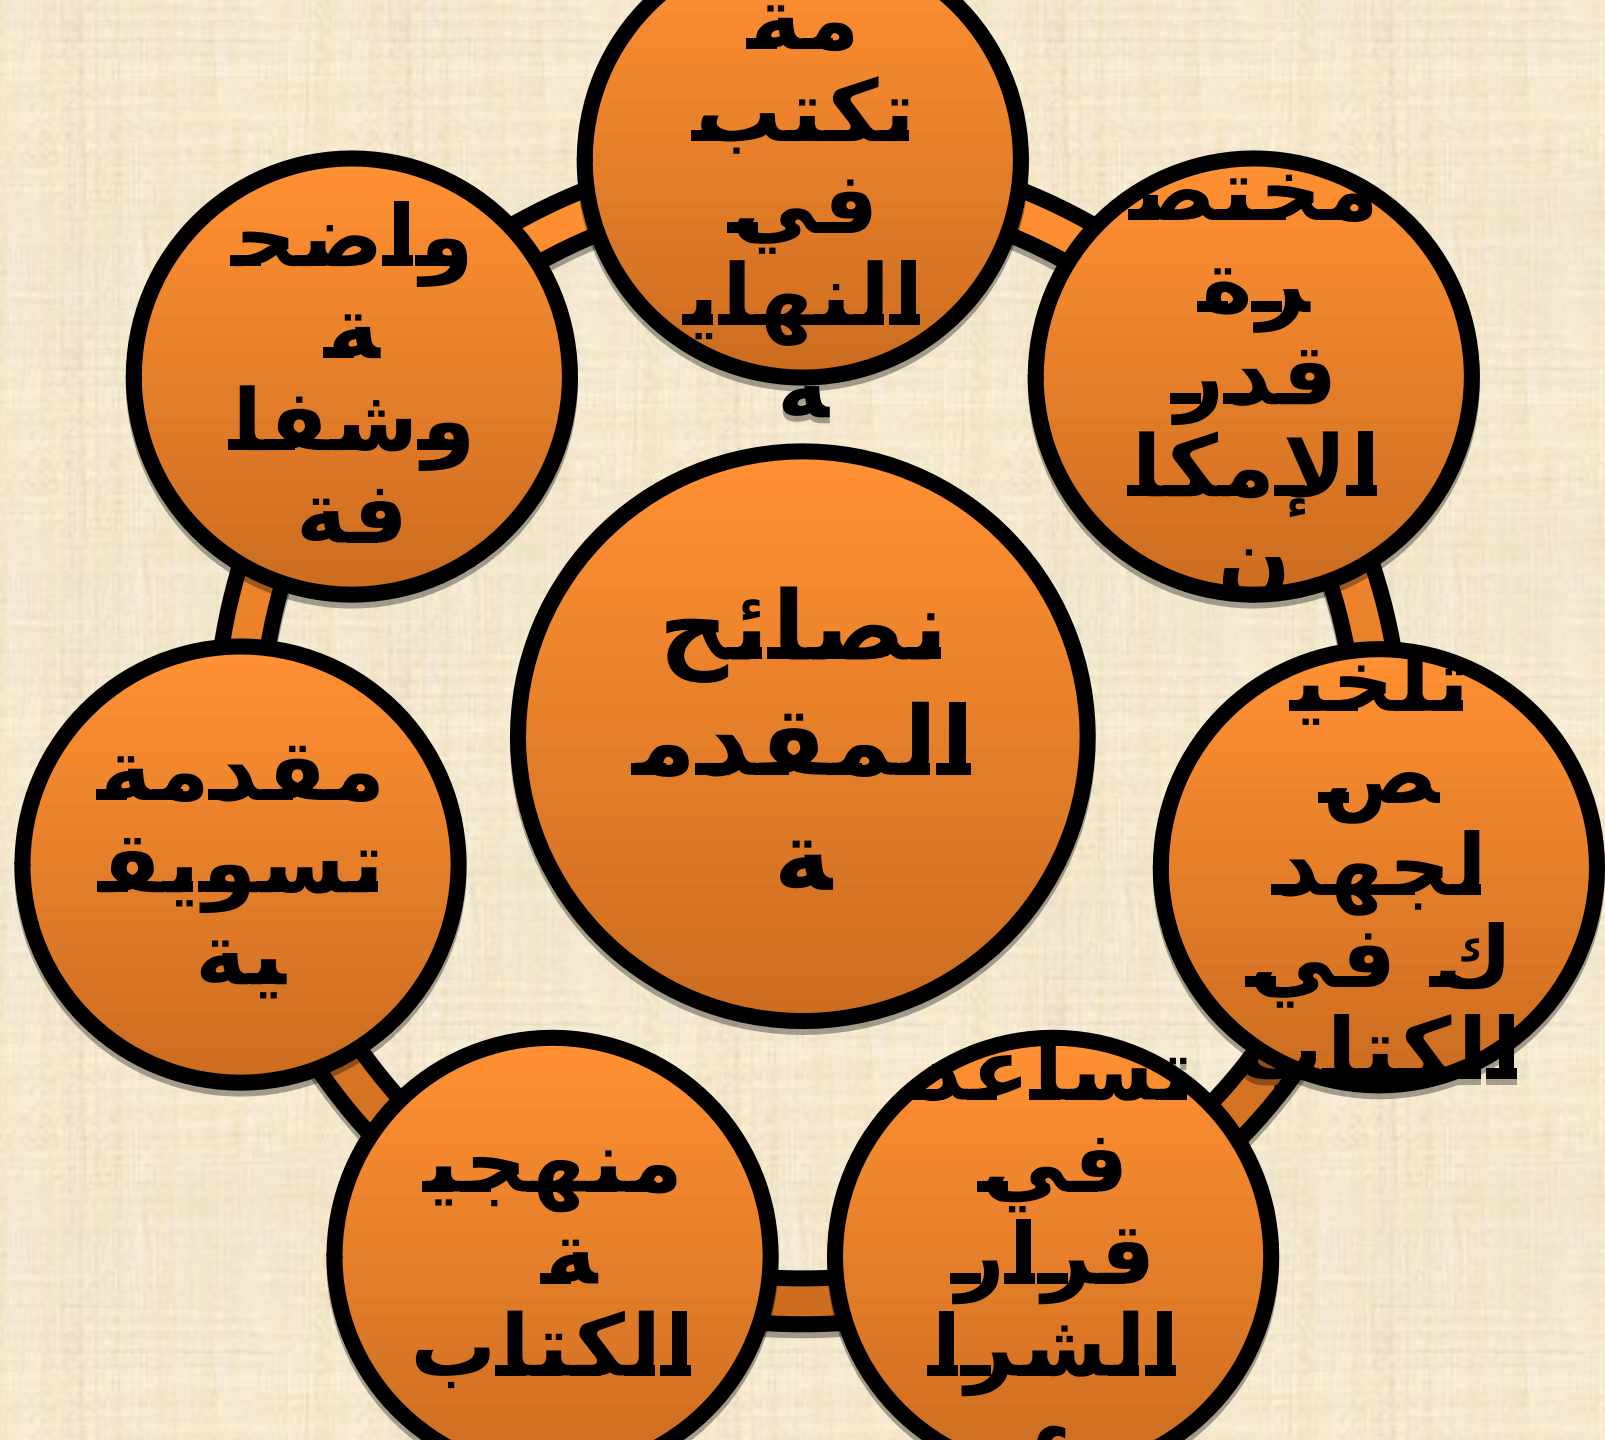 نصائح
المقدم
ة
مة
تكتب
في
النهاي
ة
مختص
رة
قدر
الإمكا
ن
تلخي
ص
لجهد
ك في
الكتاب
تساعد
في
قرار
الشرا
ء
منهجي
ة
الكتاب
مقدمة
تسويق
ية
واضح
ة
وشفا
فة